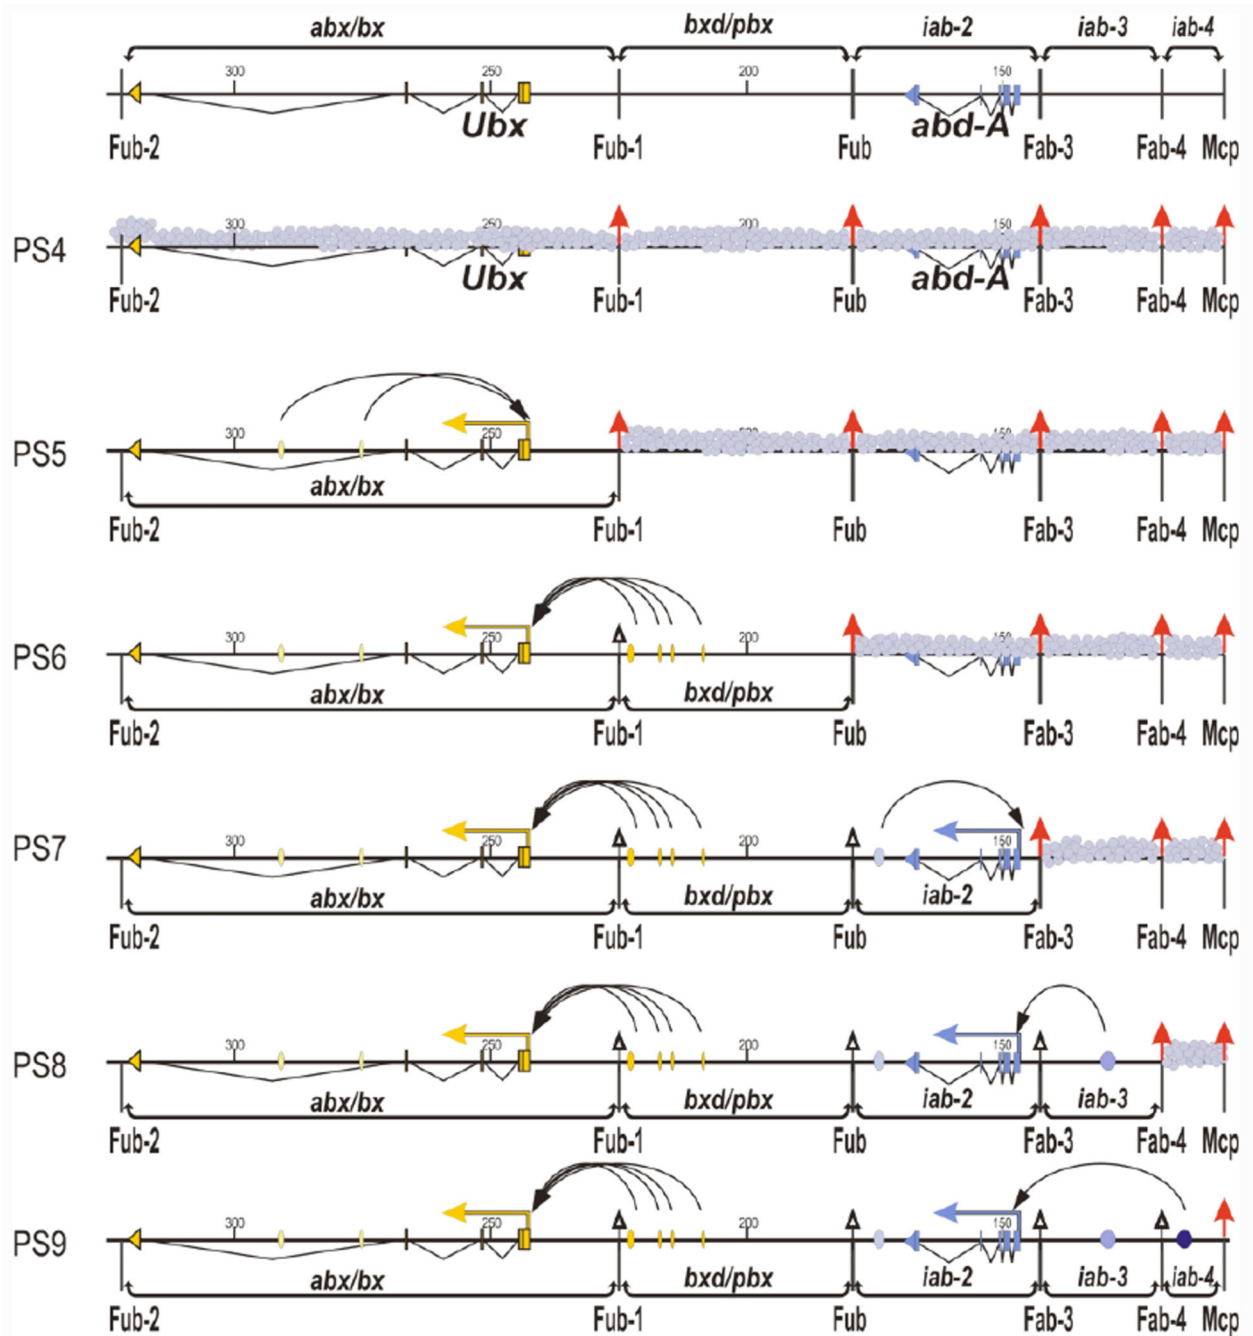 abx/bx bxd/pbx iab-2 iab-3 iab-4
300 250 200 150
Ubx abd-A
Fub-2 Fub-1 Fub Fab-3 Fab-4 Mcp
PS4 300 250 200 150
Ubx abd-A
Fub-2 Fub-1 Fub Fab-3 Fab-4 Mcp
PS5 300 250 150
abx/bx
Fub-2 Fub-1 Fub Fab-3 Fab-4 Mcp
PS6 300 250 200 150
abx/bx bxd/pbx
Fub-2 Fub-1 Fub Fab-3 Fab-4 Mcp
PS7 300 250 200 150
abx/bx bxd/pbx iab-2
Fub-2 Fub-1 Fub Fab-3 Fab-4 Mcp
PS8 300 250 200 150
abx/bx bxd/pbx iab-2 iab-3
Fub-2 Fub-1 Fub Fab-3 Fab-4 Mcp
PS9 300 250 200 150
abx/bx bxd/pbx iab-2 iab-3 iab-4
Fub-2 Fub-1 Fub Fab-3 Fab-4 Mcp